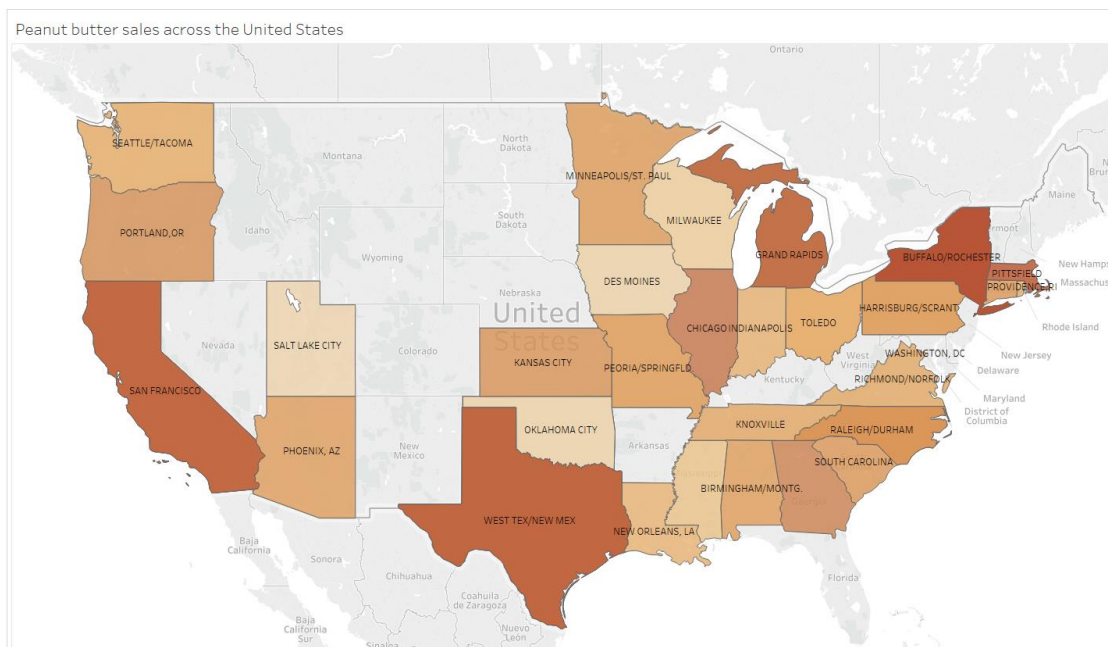 Peanut butter sales across the United States
Ontario
SEATTLE/TACOMA
North
Dakota
Montana
MINNEAPOLIS/ST. PAUL
Maine
South
Dakota
MILWAUKEE
PORTLAND,OR
Idaho
Wyoming
GRAND RAPIDS
BUFFALO/ROCHESTER
New Hamps
PITTSFIELD
Massachus
PROVIDENCE,RI
DES MOINES
Nebraska
United
States
HARRISBURG/SCRANT
Rhode Island
CHICAGO
INDIANAPOLIS
TOLEDO
Nevada
SALT LAKE CITY
Colorado
KANSAS CITY
PEORIA/SPRINGFLD.
WASHINGTON, DC
New Jersey
West
Virginia
Delaware
SAN FRANCISCO
Kentucky
RICHMOND/NORFOLK
Maryland
District of
Columbia
OKLAHOMA CITY
KNOXVILLE
RALEIGH/DURHAM
PHOENIX, AZ
New
Mexico
Arkansas
SOUTH CAROLINA
BIRMINGHAM/MONTG.
WEST TEX/NEW MEX
NEW ORLEANS, LA
Baja
California
Sonora
Chihuahua
Florida
Coahuila
de Zaragoza
Baja
California
Sur
Nuevo
León